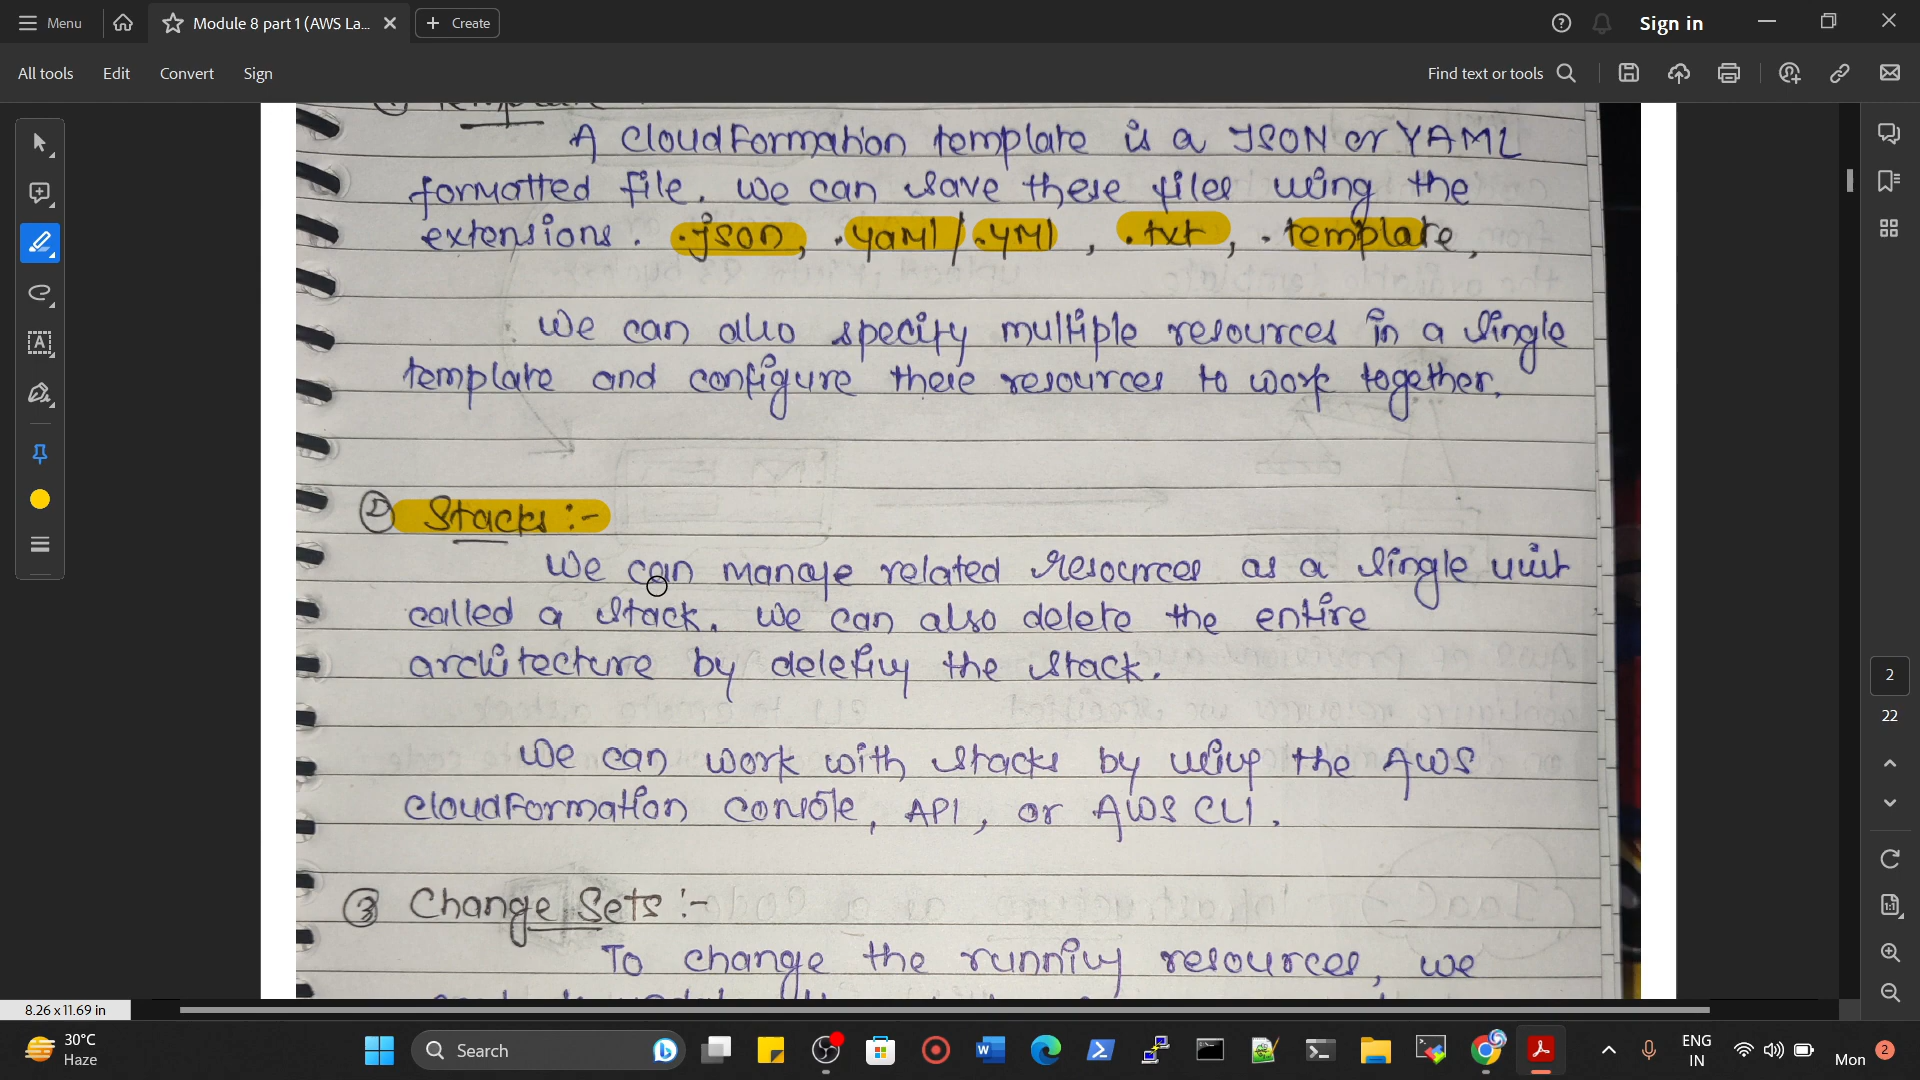 Menu
Module 8 part 1 (AWS La...
Create
Sign in
All tools
Edit
Convert
Sign
Find text or tools
A CloudFormation template is a JSON or YAML
formatted file. We can save these files using the
extensions. .json, .yaml/.yml, .txt, .template,
We can also specify multiple resources in a single
template and configure these resources to work together.
② Stacks :-
We can manage related resources as a single unit
called a stack. We can also delete the entire
architecture by deleting the stack.
We can work with stacks by using the AWS
CloudFormation console, API, or AWS CLI.
③ Change Sets :-
To change the running resources, we
2
22
8.26 x 11.69 in
30°C
Haze
Search
ENG
IN
Mon
2